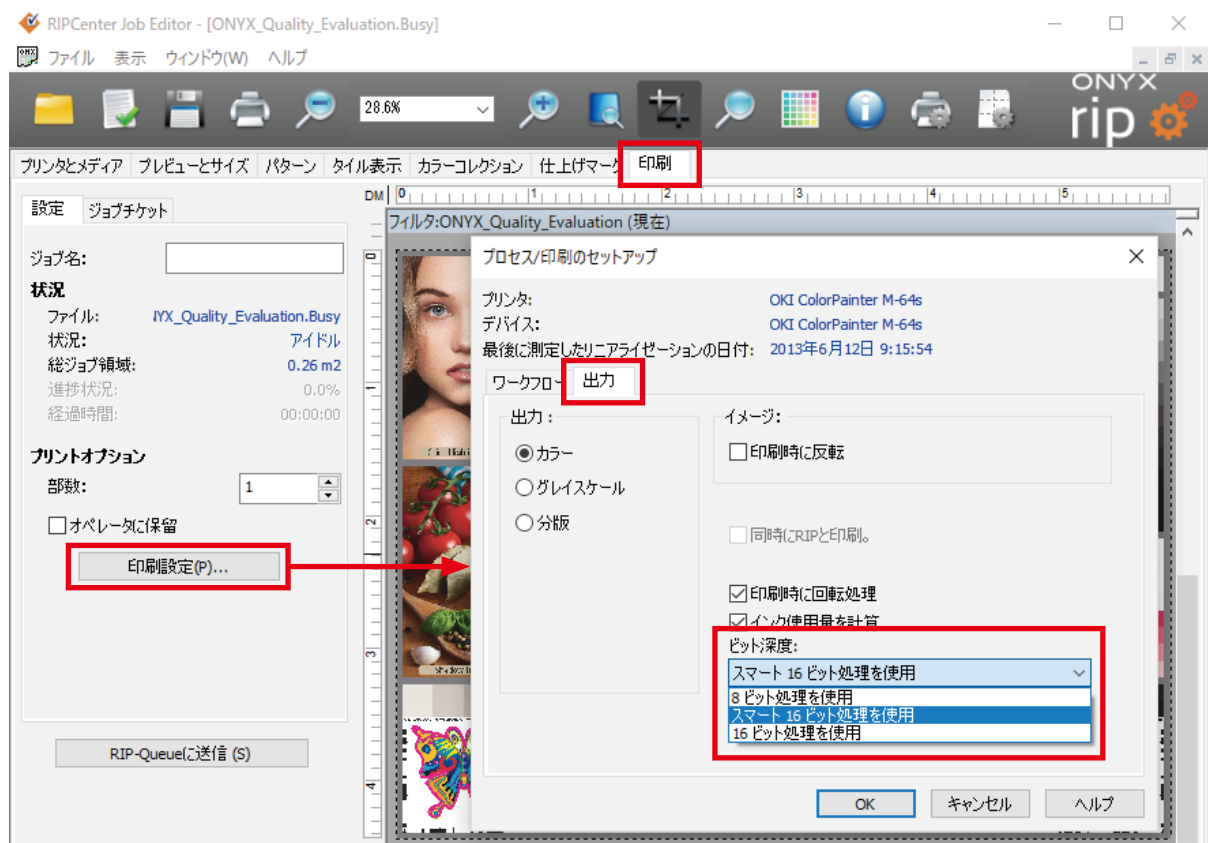 RIPCenter Job Editor - [ONYX_Quality_Evaluation.Busy]
ファイル 表示 ウィンドウ(W) ヘルプ
28.6%
ONYX
rip
プリンタとメディア プレビューとサイズ パターン タイル表示 カラーコレクション 仕上げマーク 印刷
設定 ジョブチケット
DM 0 1 2 3 4 5
フィルタ:ONYX_Quality_Evaluation (現在)
ジョブ名:
状況
ファイル: YX_Quality_Evaluation.Busy
状況: アイドル
総ジョブ領域: 0.26 m2
進捗状況: 0.0%
経過時間: 00:00:00
プリントオプション
部数: 1
オペレータに保留
印刷設定(P)...
RIP-Queueに送信 (S)
0
1
2
3
4
プロセス/印刷のセットアップ
プリンタ: OKI ColorPainter M-64s
デバイス: OKI ColorPainter M-64s
最後に測定したリニアライゼーションの日付: 2013年6月12日 9:15:54
ワークフロー 出力
出力:
カラー
グレイスケール
分版
イメージ:
印刷時に反転
同時にRIPと印刷。
印刷時に回転処理
インク使用量を計算
ビット深度:
スマート 16 ビット処理を使用
8 ビット処理を使用
スマート 16 ビット処理を使用
16 ビット処理を使用
OK キャンセル ヘルプ